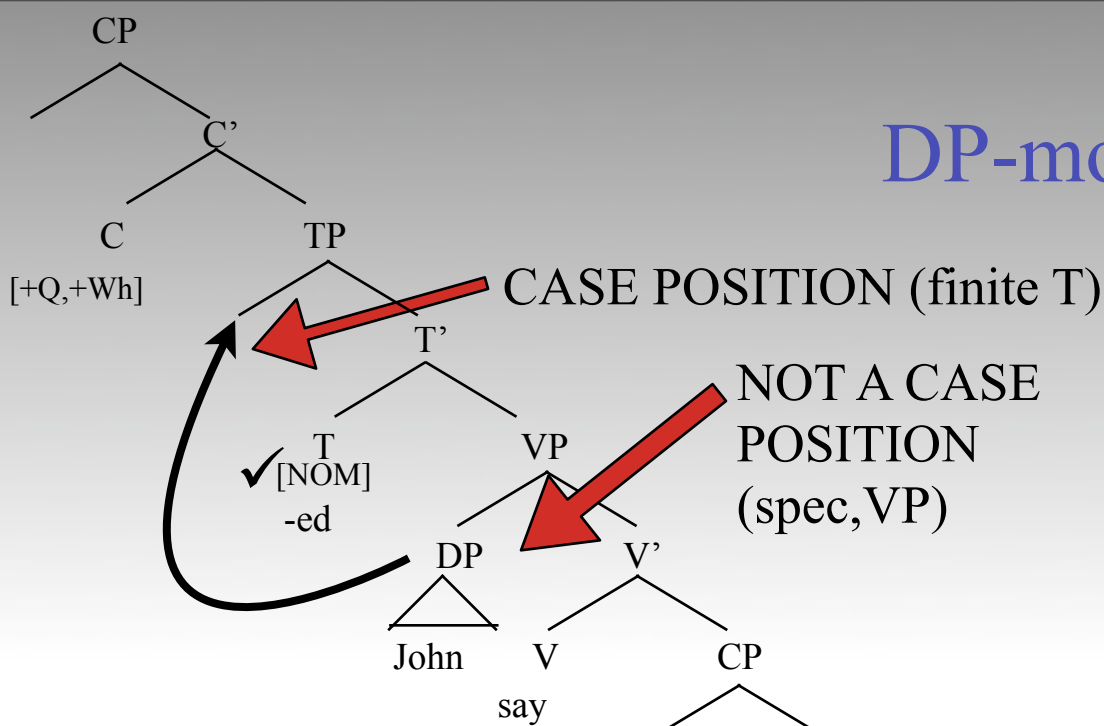 CP
C’
DP-mo
C
TP
[+Q,+Wh]
CASE POSITION (finite T)
T’
NOT A CASE
POSITION
(spec,VP)
T
VP
✓[NOM]
-ed
DP
V’
John
V
CP
say